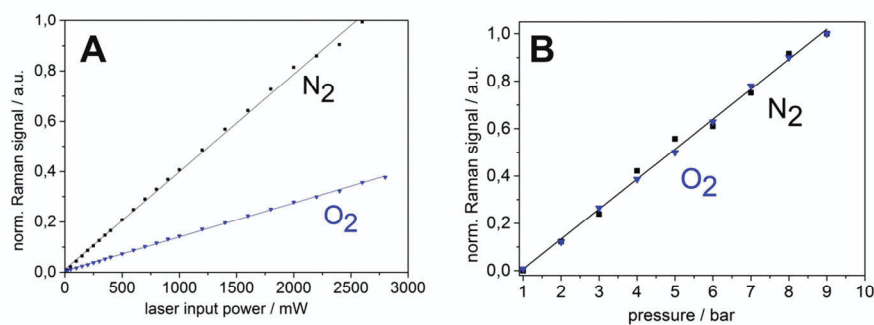 A
norm. Raman signal / a.u.
1,0
0,8
0,6
0,4
0,2
0,0
N2
O2
0 500 1000 1500 2000 2500 3000
laser input power / mW
B
norm. Raman signal / a.u.
1,0
0,8
0,6
0,4
0,2
0,0
N2
O2
1 2 3 4 5 6 7 8 9 10
pressure / bar